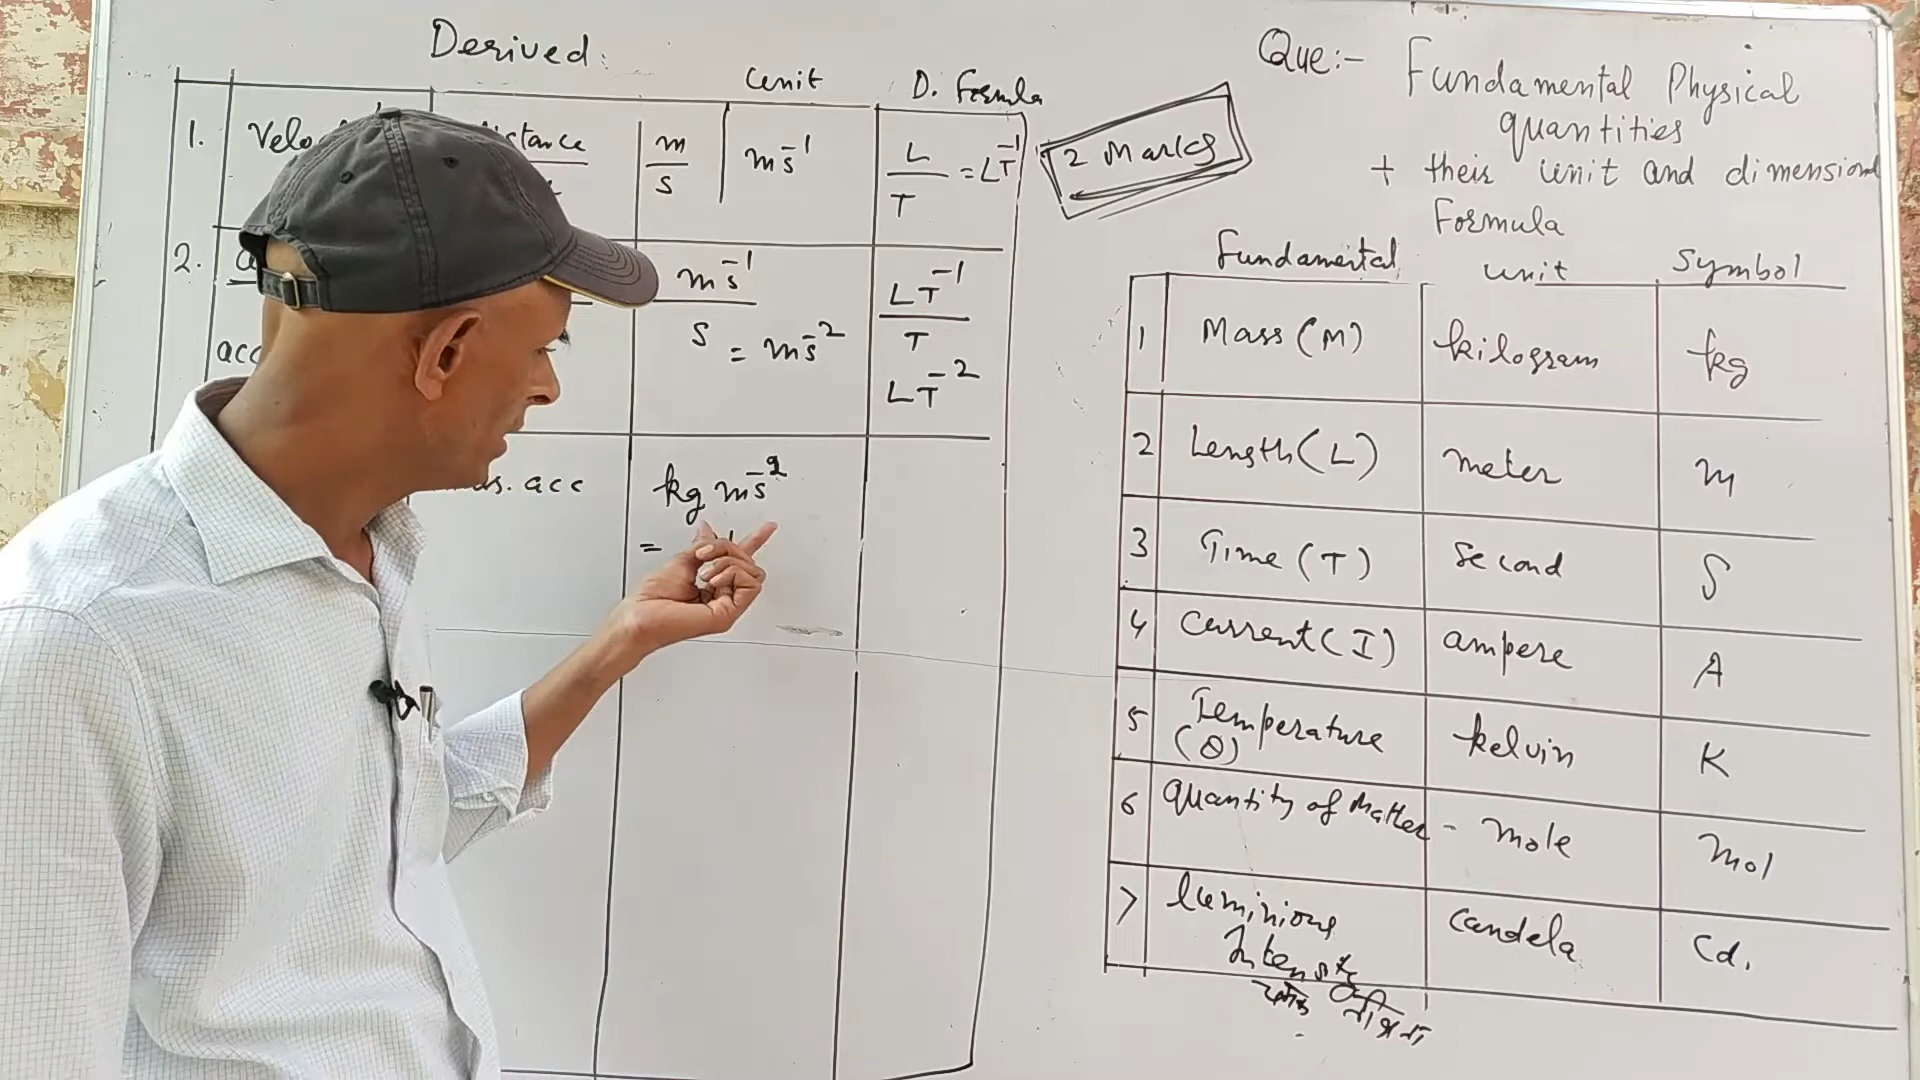 Derived
Unit
D. Formula
1.
m
s
ms⁻¹
L
T
= LT⁻¹
2.
ms⁻¹
s
= ms⁻²
LT⁻¹
T
LT⁻²
acc
kg ms⁻²
=
2 Marks
Que:- Fundamental Physical
quantities
+ their unit and dimensional
Formula
Fundamental unit Symbol
1 Mass (M) kilogram kg
2 Length (L) meter m
3 Time (T) second S
4 Current (I) ampere A
5 Temperature kelvin K
(θ)
6 Quantity of Matter - mole mol
7 luminious candela Cd.
Intensity